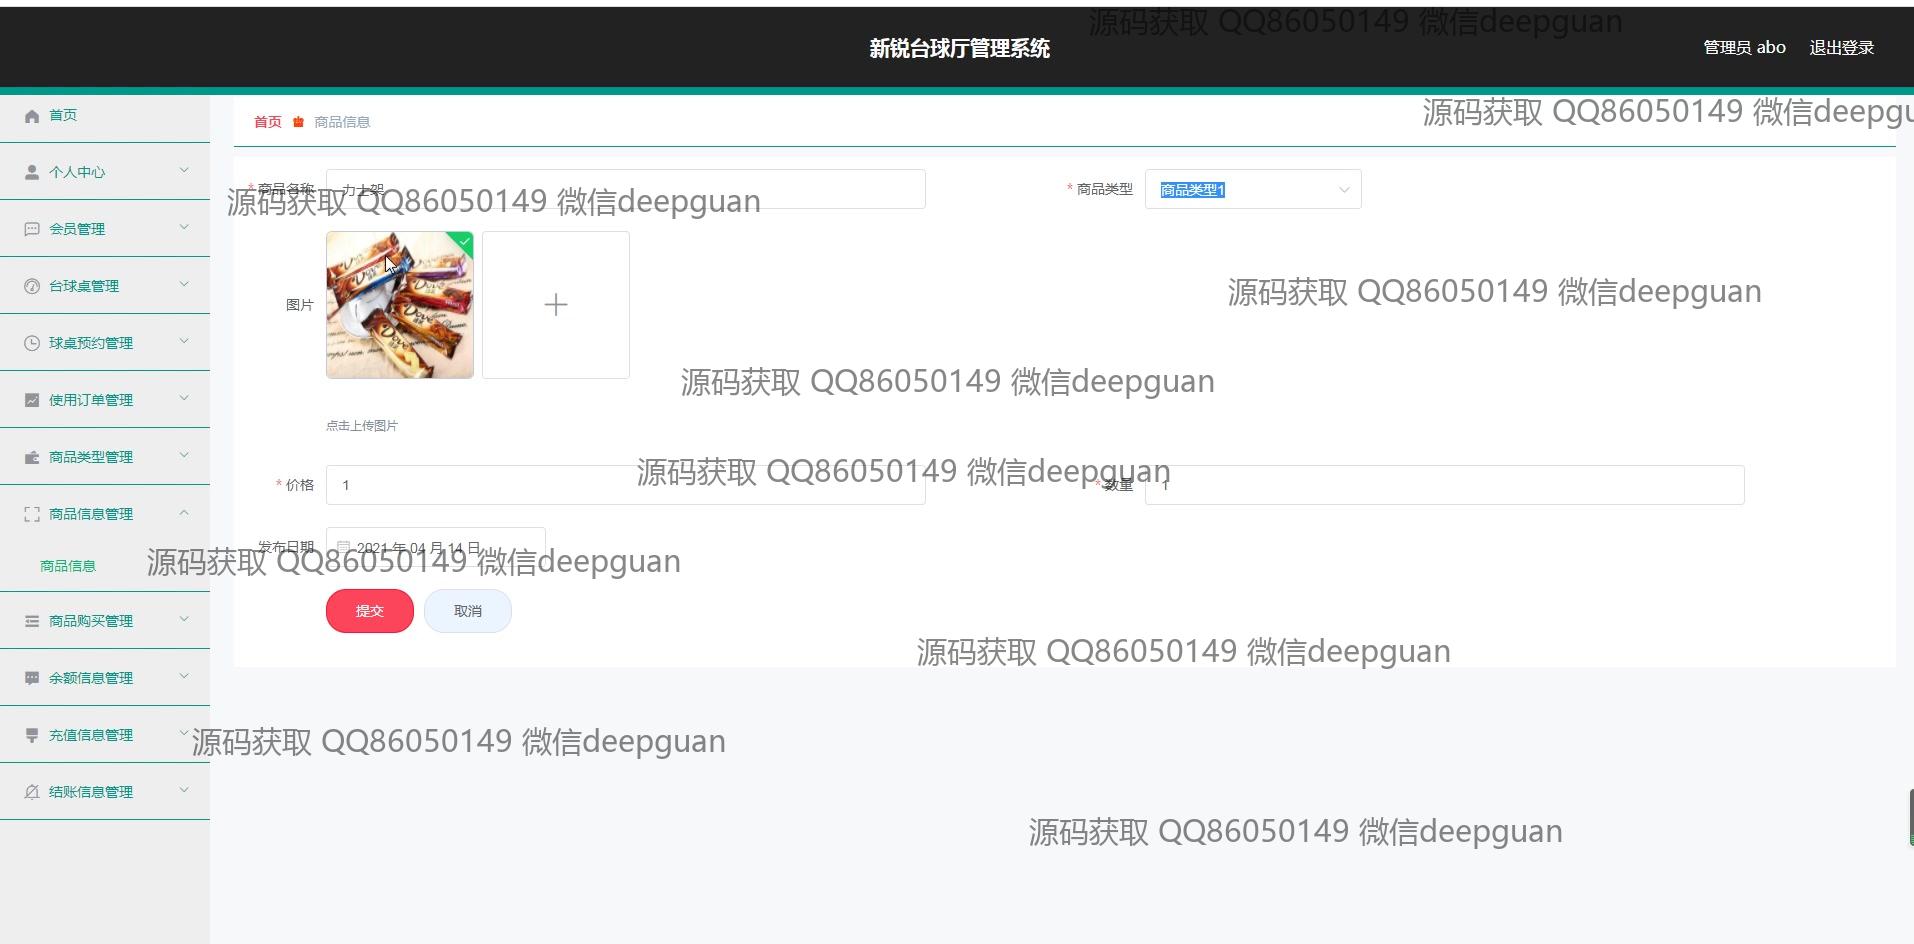 源码获取 QQ86050149 微信deepguan
新锐台球厅管理系统
管理员 abo
退出登录
首页
个人中心
会员管理
台球桌管理
球桌预约管理
使用订单管理
商品类型管理
商品信息管理
商品信息
商品购买管理
余额信息管理
充值信息管理
结账信息管理
首页 商品信息
源码获取 QQ86050149 微信deepgu
* 商品名称
源码获取 QQ86050149 微信deepguan
* 商品类型 商品类型1
图片
Dove
源码获取 QQ86050149 微信deepguan
源码获取 QQ86050149 微信deepguan
点击上传图片
源码获取 QQ86050149 微信deepguan
* 价格 1
* 数量 1
发布日期 2021 年 04 月 14 日
源码获取 QQ86050149 微信deepguan
提交 取消
源码获取 QQ86050149 微信deepguan
源码获取 QQ86050149 微信deepguan
源码获取 QQ86050149 微信deepguan